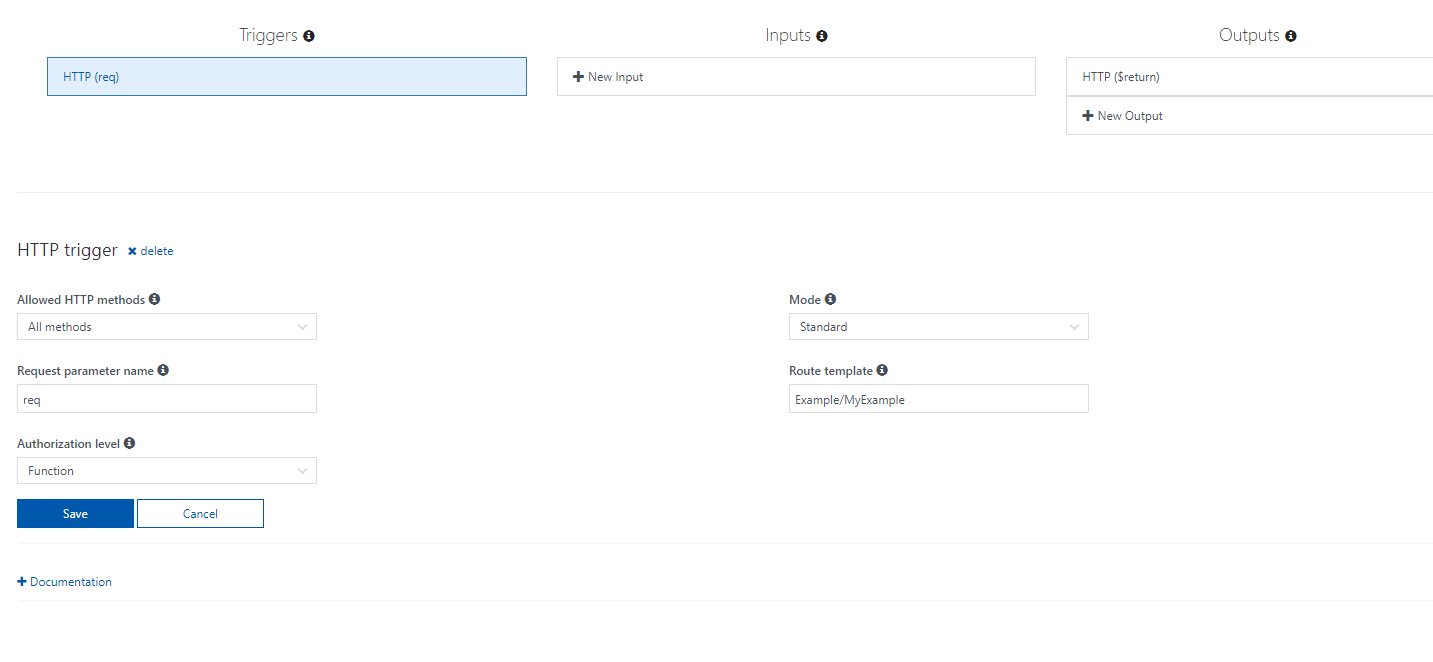 Triggers
Inputs
Outputs
HTTP (req)
New Input
HTTP ($return)
New Output
HTTP trigger
delete
Allowed HTTP methods
Mode
All methods
Standard
Request parameter name
Route template
req
Example/MyExample
Authorization level
Function
Save
Cancel
Documentation